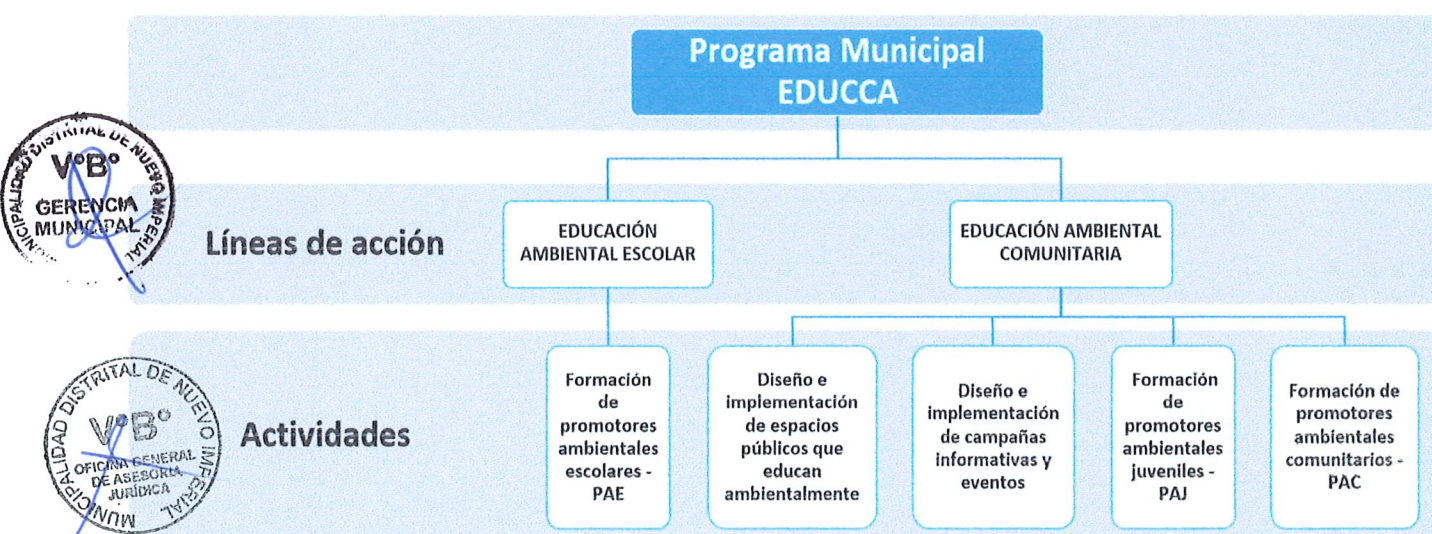 Programa Municipal
EDUCCA
MUNICIPALIDAD DISTRITAL DE NUEVO IMPERIAL
V°B°
GERENCIA
MUNICIPAL
Líneas de acción
EDUCACIÓN
AMBIENTAL ESCOLAR
EDUCACIÓN AMBIENTAL
COMUNITARIA
MUNICIPALIDAD DISTRITAL DE NUEVO IMPERIAL
V°B°
OFICINA GENERAL
DE ASESORIA
JURÍDICA
Actividades
Formación
de
promotores
ambientales
escolares -
PAE
Diseño e
implementación
de espacios
públicos que
educan
ambientalmente
Diseño e
implementación
de campañas
informativas y
eventos
Formación
de
promotores
ambientales
juveniles -
PAJ
Formación de
promotores
ambientales
comunitarios -
PAC